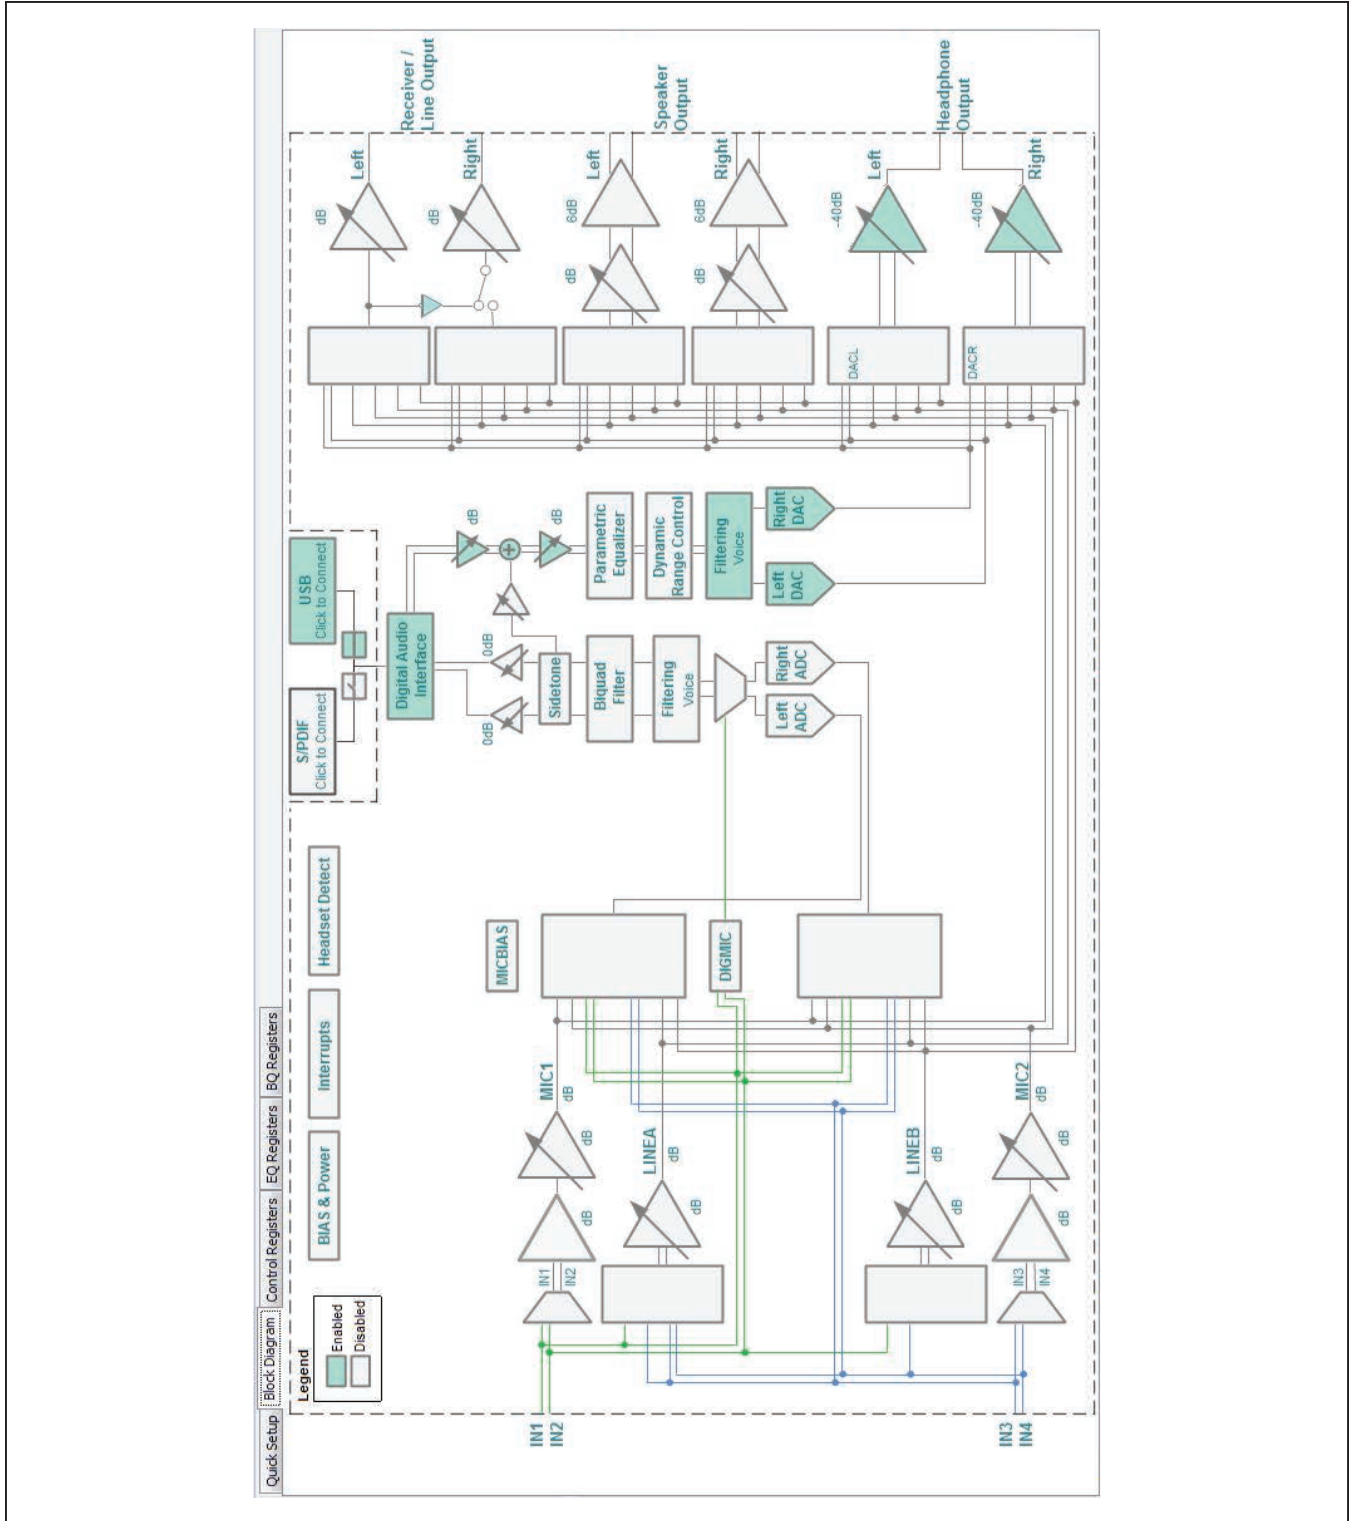 Quick Setup
Block Diagram
Control Registers
EQ Registers
BQ Registers
Legend
Enabled
Disabled
BIAS & Power
Interrupts
Headset Detect
S/PDIF
Click to Connect
USB
Click to Connect
Digital Audio
Interface
0dB
0dB
Sidetone
Biquad
Filter
Filtering
Voice
Left
ADC
Right
ADC
dB
dB
Parametric
Equalizer
Dynamic
Range Control
Filtering
Voice
Left
DAC
Right
DAC
MICBIAS
DIGMIC
IN1
IN2
IN1
IN2
dB
dB
MIC1
dB
dB
LINEA
dB
dB
LINEB
dB
IN3
IN4
IN3
IN4
dB
dB
MIC2
dB
dB
Left
dB
Right
Receiver /
Line Output
dB
6dB
Left
dB
6dB
Right
Speaker
Output
DACL
-40dB
Left
DACR
-40dB
Right
Headphone
Output